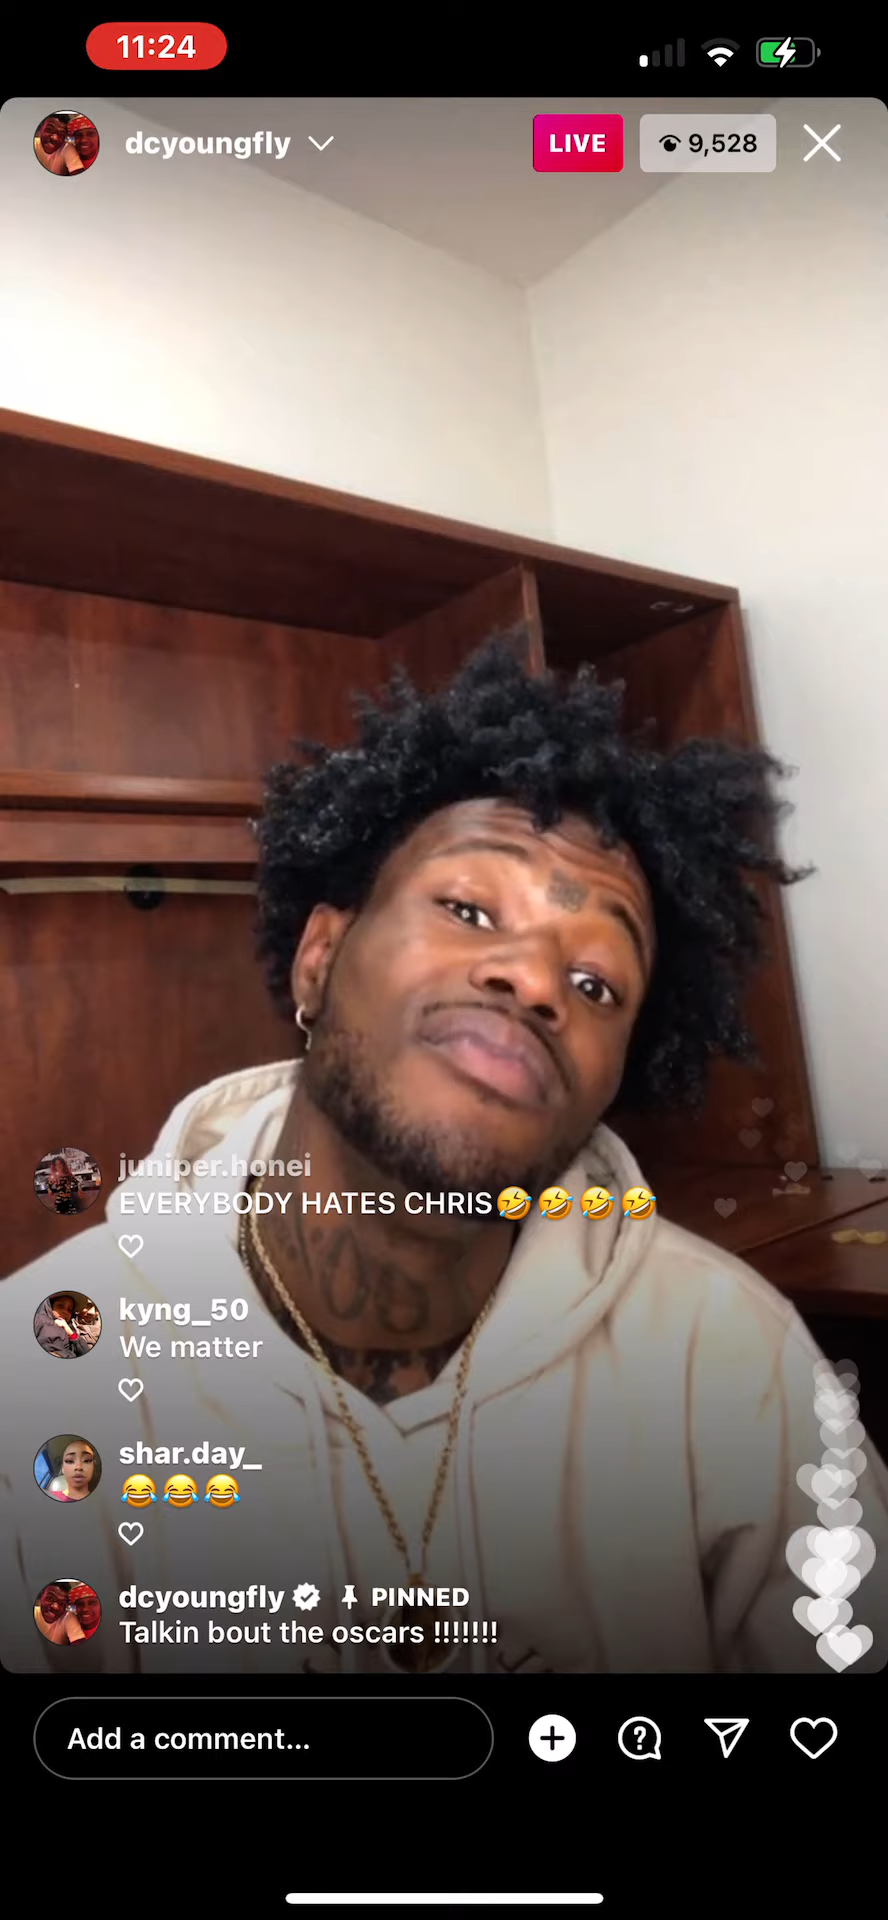 11:24
dcyoungfly
LIVE
9,528
juniper.honei
EVERYBODY HATES CHRIS🤣🤣🤣🤣
kyng_50
We matter
shar.day_
😂😂😂
dcyoungfly PINNED
Talkin bout the oscars !!!!!!!
Add a comment...